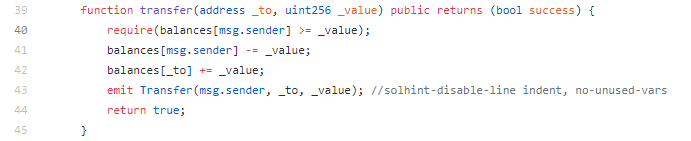 39 function transfer(address _to, uint256 _value) public returns (bool success) {
40 require(balances[msg.sender] >= _value);
41 balances[msg.sender] -= _value;
42 balances[_to] += _value;
43 emit Transfer(msg.sender, _to, _value); //solhint-disable-line indent, no-unused-vars
44 return true;
45 }